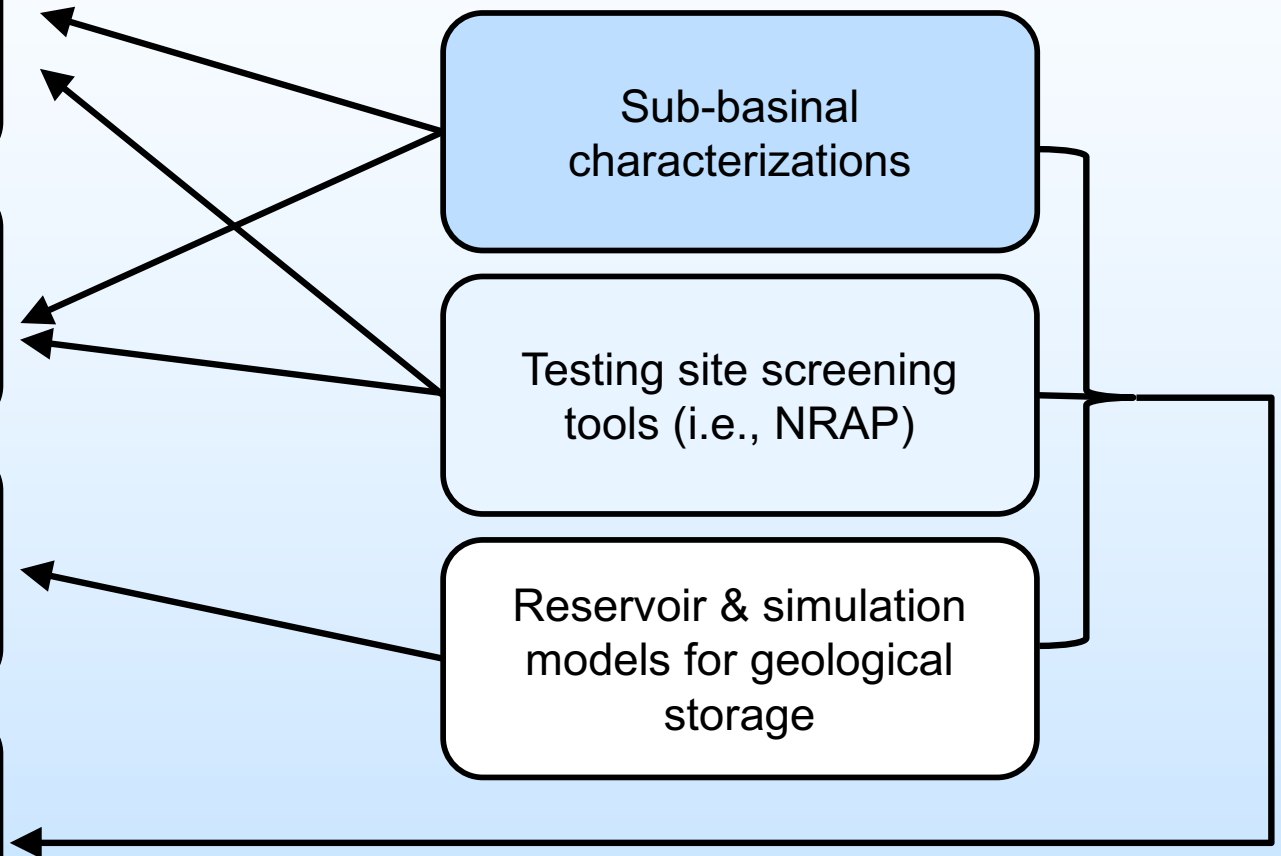 Sub-basinal
characterizations
Testing site screening
tools (i.e., NRAP)
Reservoir & simulation
models for geological
storage